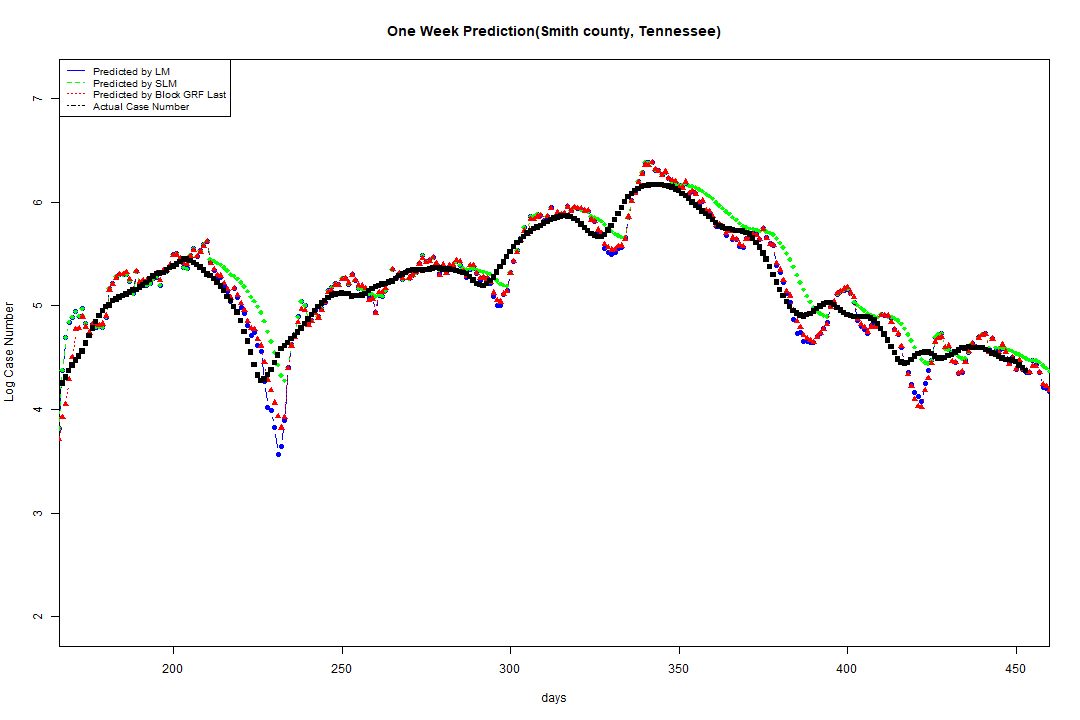 One Week Prediction(Smith county, Tennessee)
Predicted by LM
Predicted by SLM
Predicted by Block GRF Last
Actual Case Number
Log Case Number
7
6
5
4
3
2
200 250 300 350 400 450
days